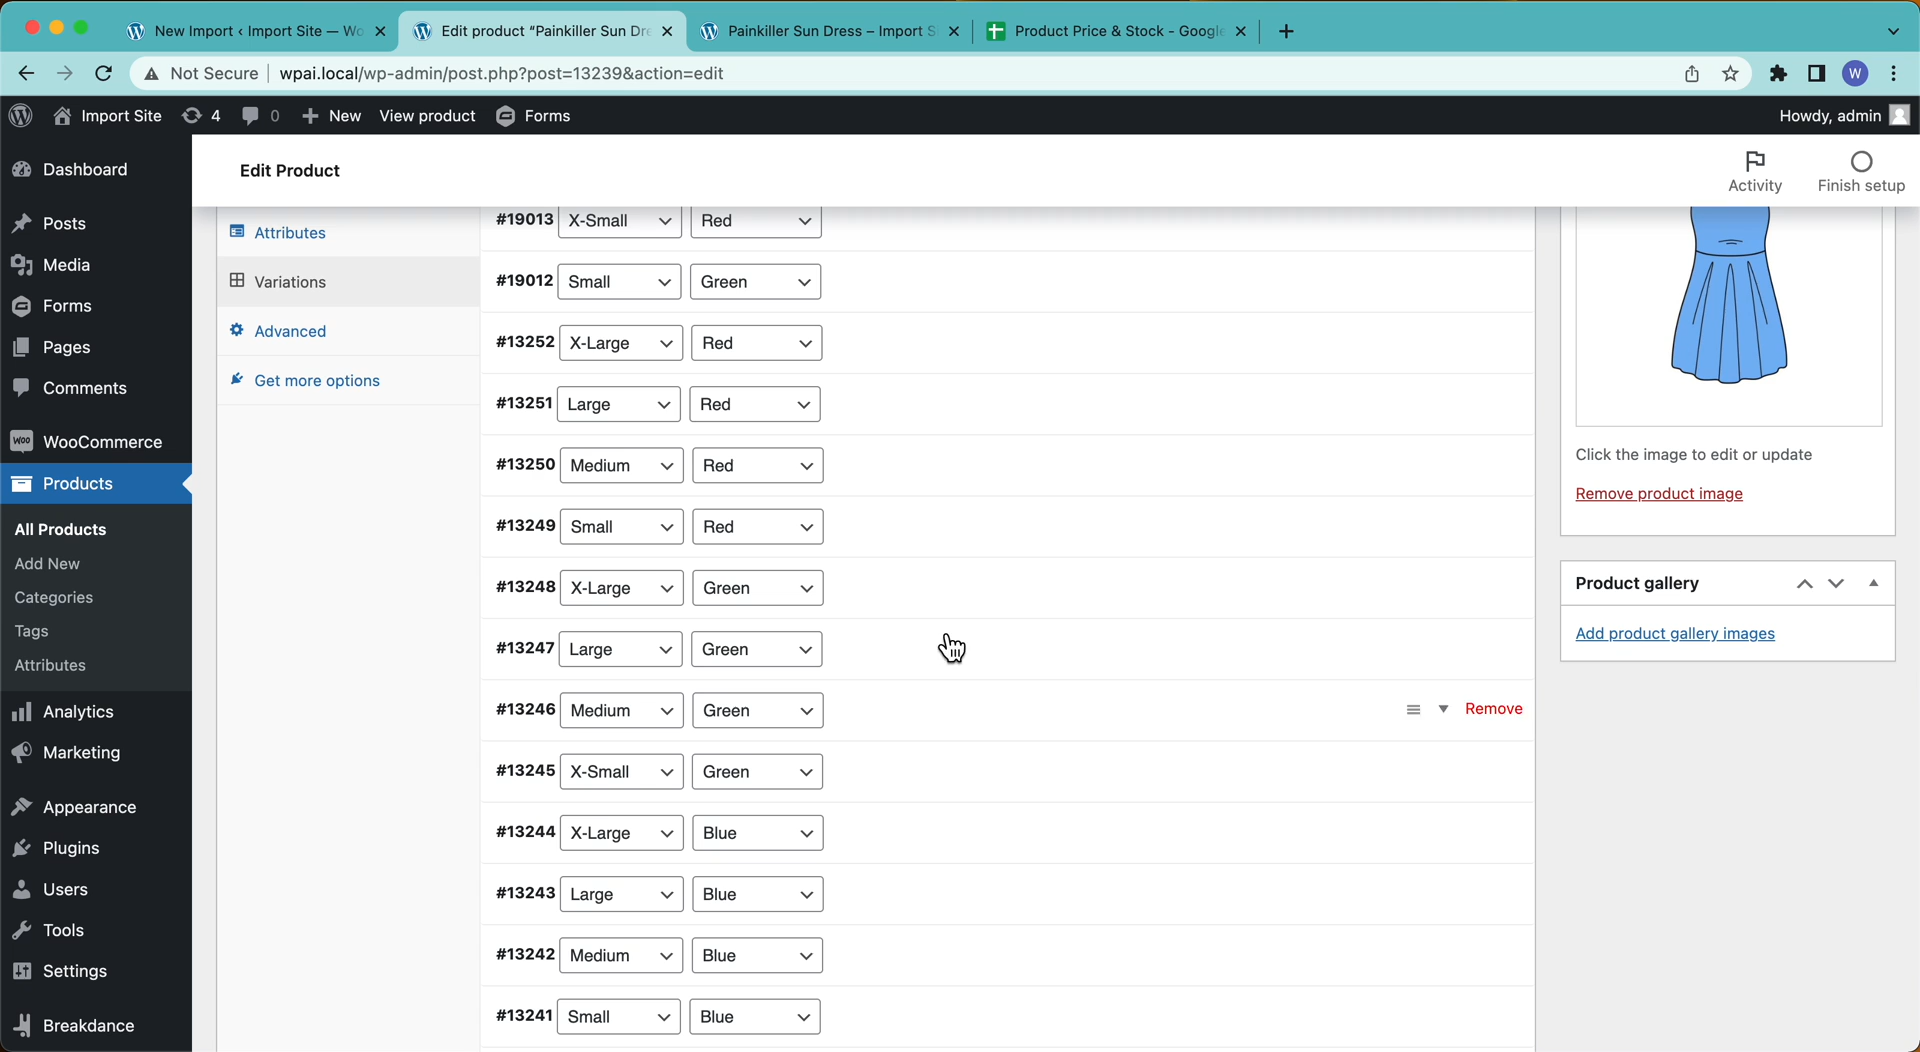 New Import ‹ Import Site — Wo
Edit product "Painkiller Sun Dre
Painkiller Sun Dress – Import S
Product Price & Stock - Google
Not Secure
wpai.local/wp-admin/post.php?post=13239&action=edit
W
Import Site
4
0
New
View product
Forms
Howdy, admin
Dashboard
Posts
Media
Forms
Pages
Comments
WOO
WooCommerce
Products
All Products
Add New
Categories
Tags
Attributes
Analytics
Marketing
Appearance
Plugins
Users
Tools
Settings
Breakdance
Edit Product
Activity
Finish setup
Attributes
Variations
Advanced
Get more options
#19013 X-Small Red
#19012 Small Green
#13252 X-Large Red
#13251 Large Red
#13250 Medium Red
#13249 Small Red
#13248 X-Large Green
#13247 Large Green
#13246 Medium Green Remove
#13245 X-Small Green
#13244 X-Large Blue
#13243 Large Blue
#13242 Medium Blue
#13241 Small Blue
Click the image to edit or update
Remove product image
Product gallery
Add product gallery images